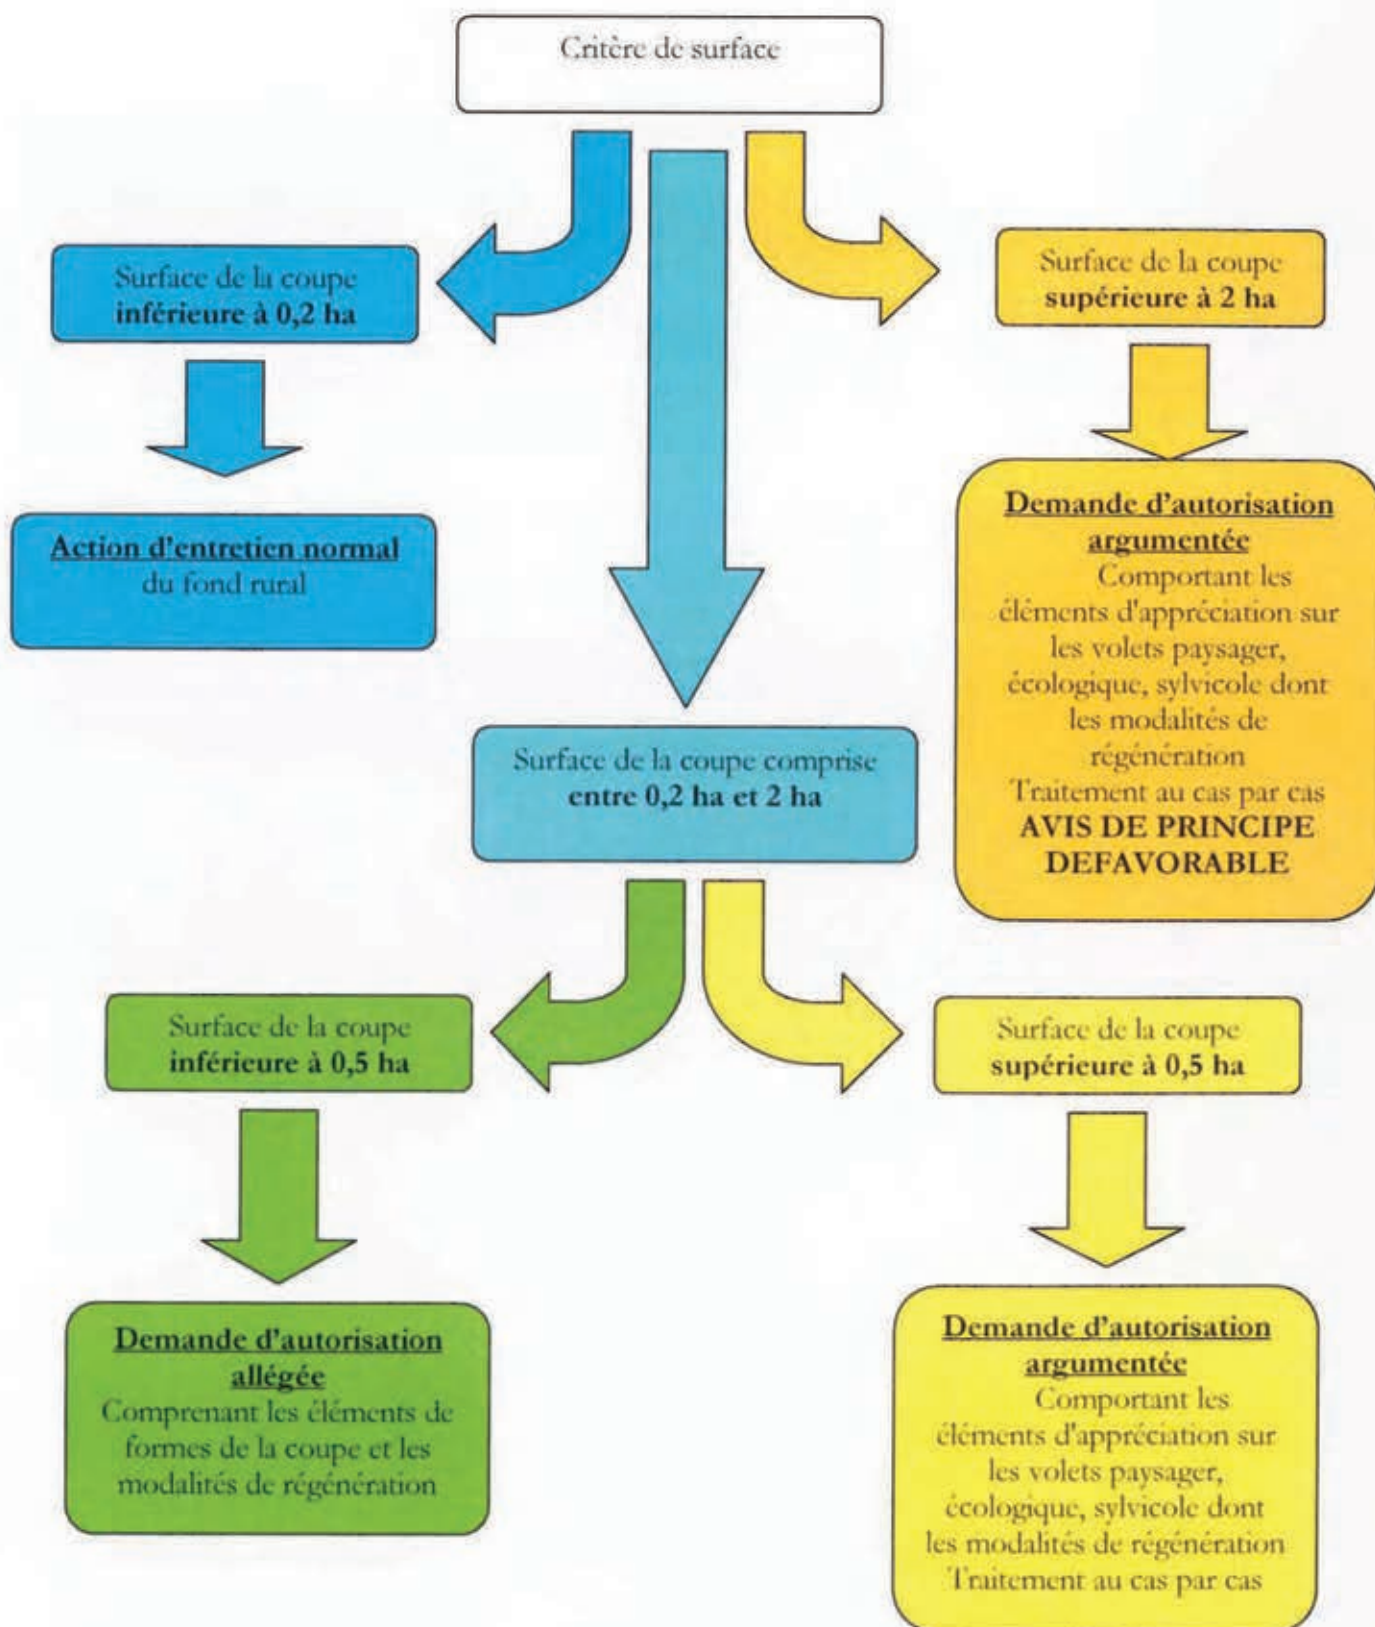 Critère de surface
Surface de la coupe
inférieure à 0,2 ha
Surface de la coupe
supérieure à 2 ha
Action d'entretien normal
du fond rural
Demande d'autorisation
argumentée
Comportant les
éléments d'appréciation sur
les volets paysager,
écologique, sylvicole dont
les modalités de
régénération
Traitement au cas par cas
AVIS DE PRINCIPE
DEFAVORABLE
Surface de la coupe comprise
entre 0,2 ha et 2 ha
Surface de la coupe
inférieure à 0,5 ha
Surface de la coupe
supérieure à 0,5 ha
Demande d'autorisation
allégée
Comprenant les éléments de
formes de la coupe et les
modalités de régénération
Demande d'autorisation
argumentée
Comportant les
éléments d'appréciation sur
les volets paysager,
écologique, sylvicole dont
les modalités de régénération
Traitement au cas par cas